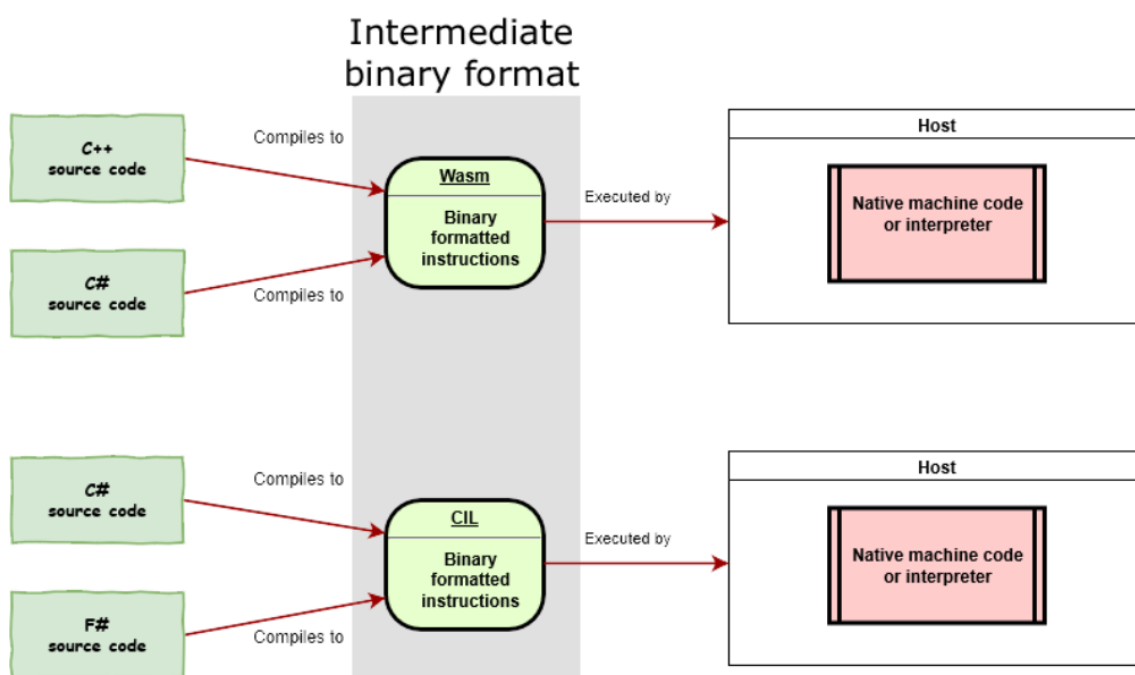 Intermediate
binary format
C++
source code
Compiles to
Wasm
Binary
formatted
instructions
Executed by
Host
Native machine code
or interpreter
C#
source code
Compiles to
C#
source code
Compiles to
CIL
Binary
formatted
instructions
Executed by
Host
Native machine code
or interpreter
F#
source code
Compiles to